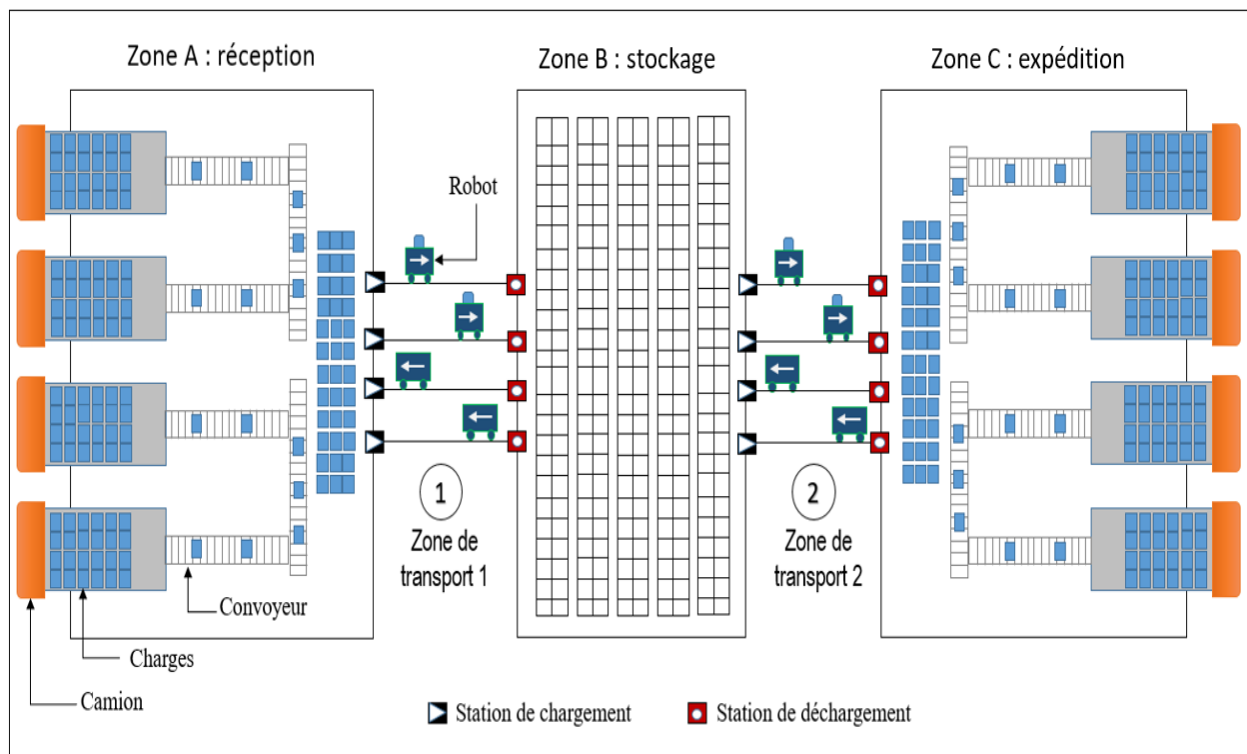 Zone A : réception
Zone B : stockage
Zone C : expédition
Robot
1
Zone de
transport 1
2
Zone de
transport 2
Convoyeur
Charges
Camion
Station de chargement
Station de déchargement